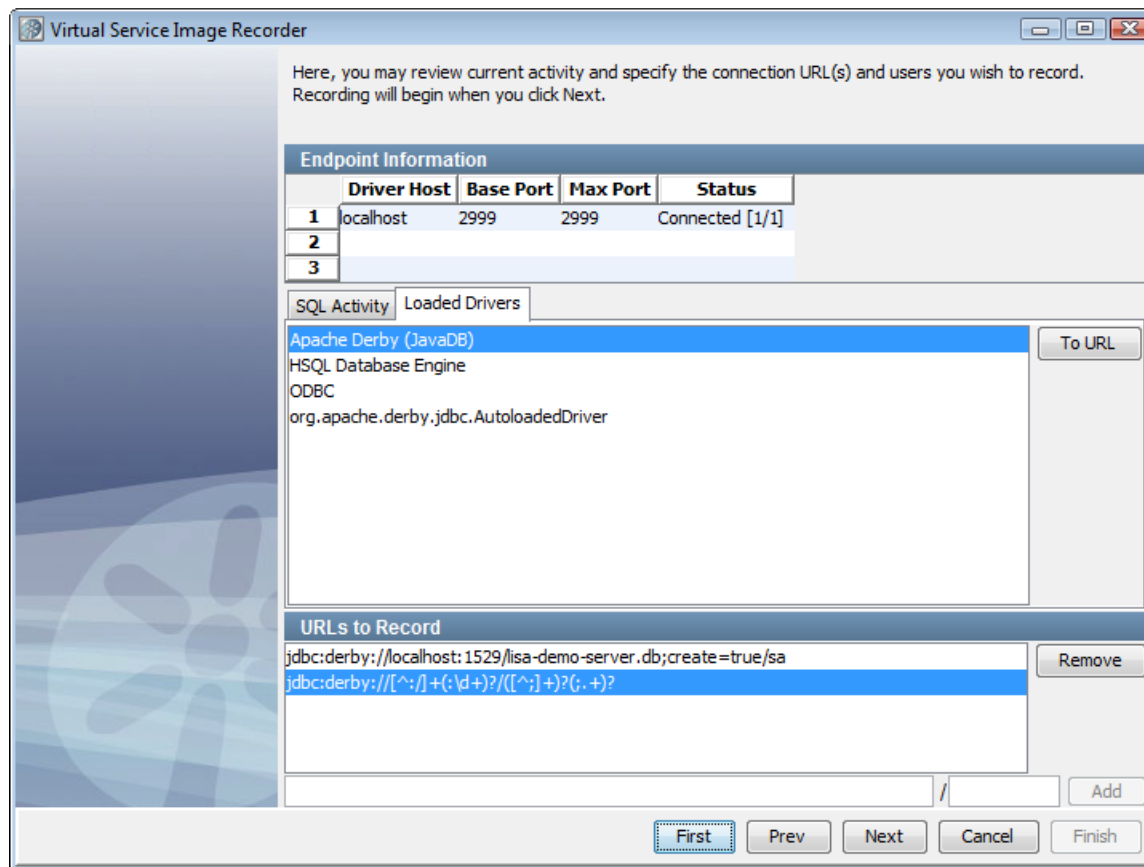 Virtual Service Image Recorder
Here, you may review current activity and specify the connection URL(s) and users you wish to record.
Recording will begin when you click Next.
Endpoint Information
Driver Host Base Port Max Port Status
1 localhost 2999 2999 Connected [1/1]
2
3
SQL Activity Loaded Drivers
Apache Derby (JavaDB) To URL
HSQL Database Engine
ODBC
org.apache.derby.jdbc.AutoloadedDriver
URLs to Record
jdbc:derby://localhost:1529/lisa-demo-server.db;create=true/sa Remove
jdbc:derby://[^:/]+(:\d+)?/([^;]+)?(;.+)?
/ Add
First Prev Next Cancel Finish